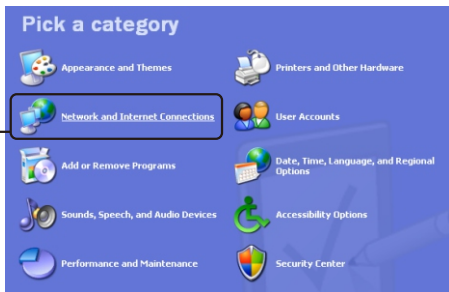 Pick a category
Appearance and Themes
Printers and Other Hardware
Network and Internet Connections
User Accounts
Add or Remove Programs
Date, Time, Language, and Regional
Options
Sounds, Speech, and Audio Devices
Accessibility Options
Performance and Maintenance
Security Center